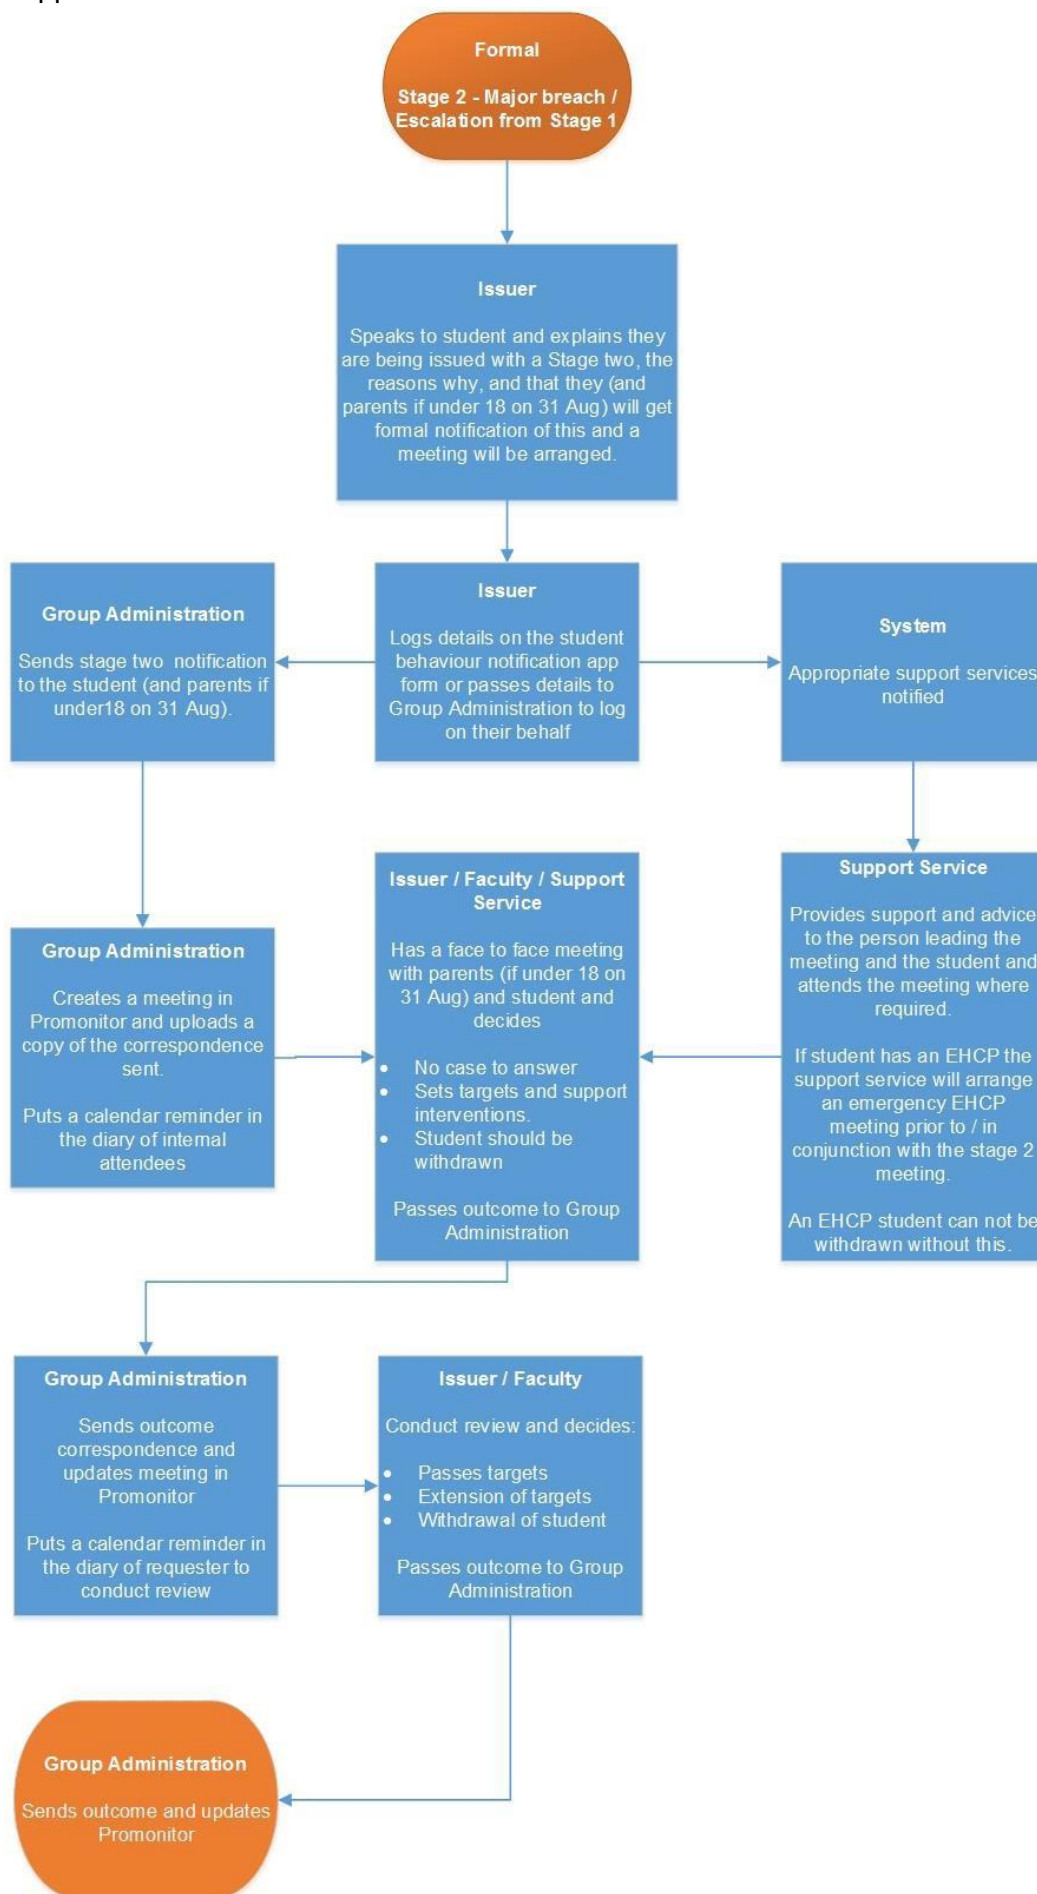 Formal
Stage 2 - Major breach /
Escalation from Stage 1
Issuer
Speaks to student and explains they
are being issued with a Stage two, the
reasons why, and that they (and
parents if under 18 on 31 Aug) will get
formal notification of this and a
meeting will be arranged.
Group Administration
Sends stage two notification
to the student (and parents if
under18 on 31 Aug).
Issuer
Logs details on the student
behaviour notification app
form or passes details to
Group Administration to log
on their behalf
System
Appropriate support services
notified
Group Administration
Creates a meeting in
Promonitor and uploads a
copy of the correspondence
sent.
Puts a calendar reminder in
the diary of internal
attendees
Issuer / Faculty / Support
Service
Has a face to face meeting
with parents (if under 18 on
31 Aug) and student and
decides
• No case to answer
• Sets targets and support
interventions.
• Student should be
withdrawn
Passes outcome to Group
Administration
Support Service
Provides support and advice
to the person leading the
meeting and the student and
attends the meeting where
required.
If student has an EHCP the
support service will arrange
an emergency EHCP
meeting prior to / in
conjunction with the stage 2
meeting.
An EHCP student can not be
withdrawn without this.
Group Administration
Sends outcome
correspondence and
updates meeting in
Promonitor
Puts a calendar reminder in
the diary of requester to
conduct review
Issuer / Faculty
Conduct review and decides:
• Passes targets
• Extension of targets
• Withdrawal of student
Passes outcome to Group
Administration
Group Administration
Sends outcome and updates
Promonitor